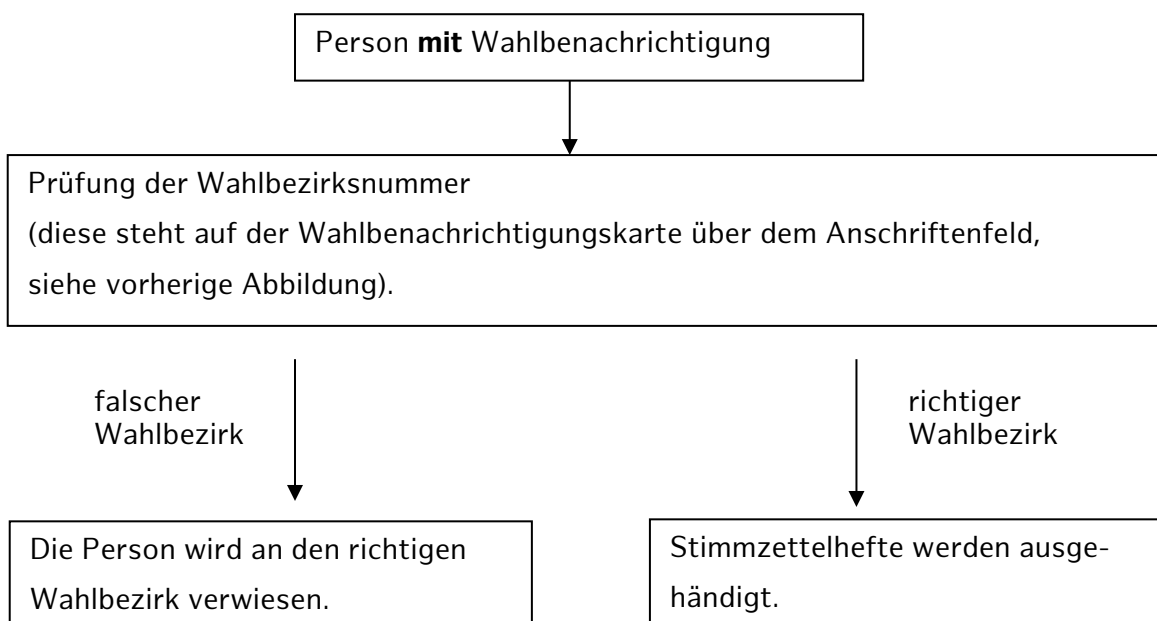 Person mit Wahlbenachrichtigung
Prüfung der Wahlbezirksnummer
(diese steht auf der Wahlbenachrichtigungskarte über dem Anschriftenfeld,
siehe vorherige Abbildung).
falscher
Wahlbezirk
richtiger
Wahlbezirk
Die Person wird an den richtigen
Wahlbezirk verwiesen.
Stimmzettelhefte werden ausge-
händigt.